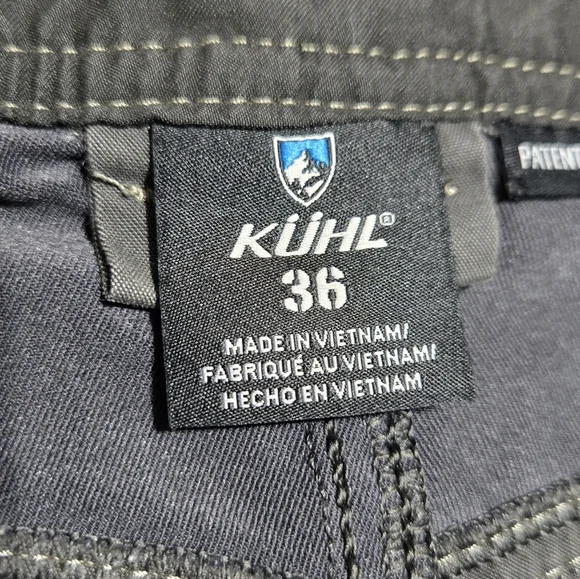 KÜHL®
36
MADE IN VIETNAM/
FABRIQUÉ AU VIETNAM/
HECHO EN VIETNAM
PATENT